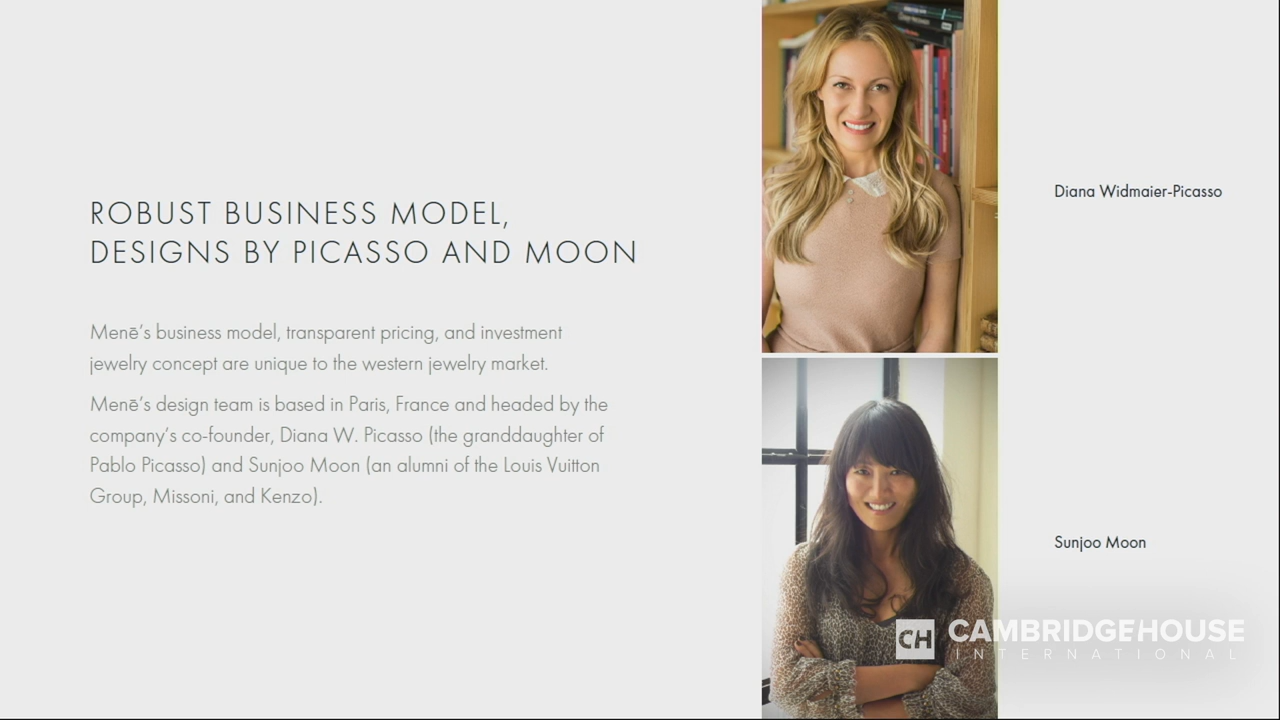 ROBUST BUSINESS MODEL,
DESIGNS BY PICASSO AND MOON
Menē’s business model, transparent pricing, and investment
jewelry concept are unique to the western jewelry market.
Menē’s design team is based in Paris, France and headed by the
company’s co-founder, Diana W. Picasso (the granddaughter of
Pablo Picasso) and Sunjoo Moon (an alumni of the Louis Vuitton
Group, Missoni, and Kenzo).
Diana Widmaier-Picasso
Sunjoo Moon
CH CAMBRIDGEHOUSE
INTERNATIONAL